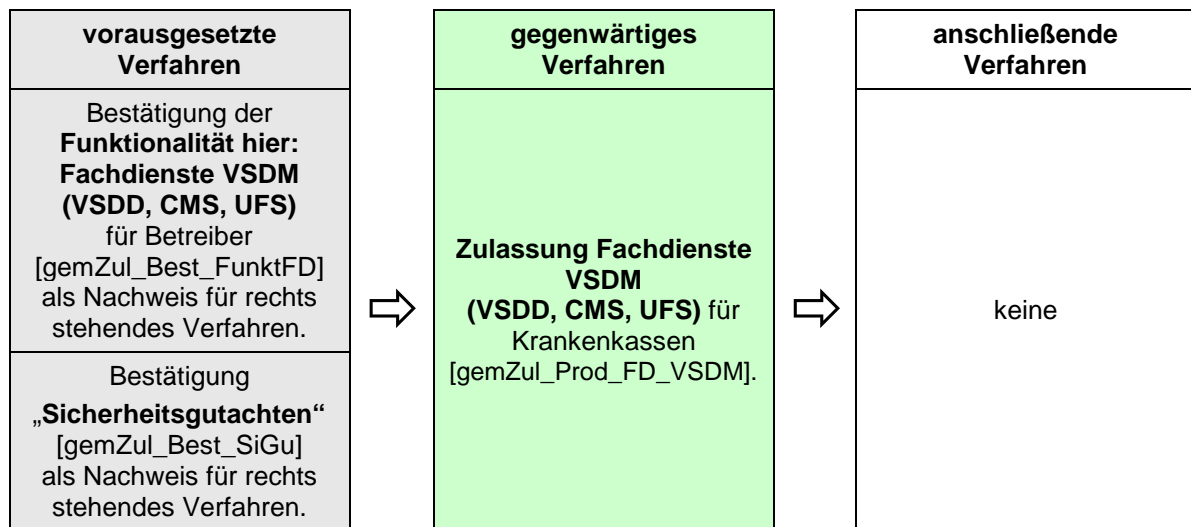 vorausgesetzte
Verfahren
Bestätigung der
Funktionalität hier:
Fachdienste VSDM
(VSDD, CMS, UFS)
für Betreiber
[gemZul_Best_FunktFD]
als Nachweis für rechts
stehendes Verfahren.
Bestätigung
„Sicherheitsgutachten“
[gemZul_Best_SiGu]
als Nachweis für rechts
stehendes Verfahren.
gegenwärtiges
Verfahren
Zulassung Fachdienste
VSDM
(VSDD, CMS, UFS) für
Krankenkassen
[gemZul_Prod_FD_VSDM].
anschließende
Verfahren
keine